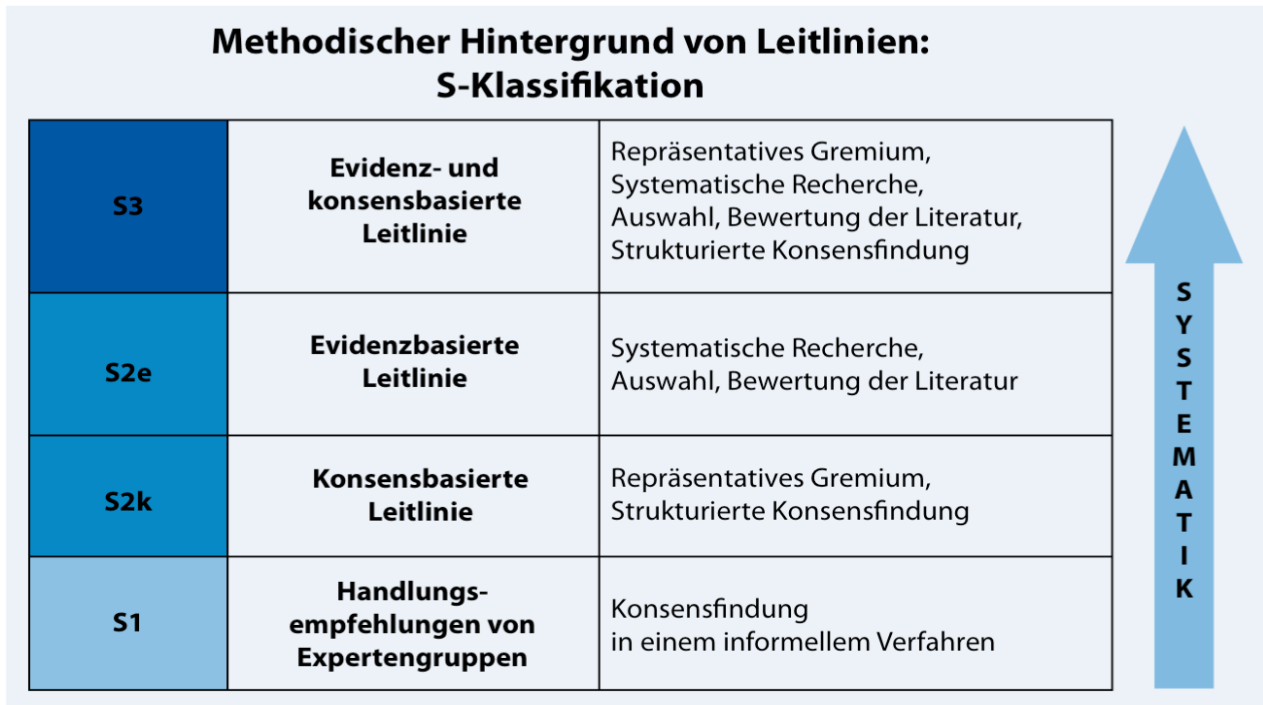 Methodischer Hintergrund von Leitlinien:
S-Klassifikation
S3
Evidenz- und
konsensbasierte
Leitlinie
Repräsentatives Gremium,
Systematische Recherche,
Auswahl, Bewertung der Literatur,
Strukturierte Konsensfindung
S2e
Evidenzbasierte
Leitlinie
Systematische Recherche,
Auswahl, Bewertung der Literatur
S2k
Konsensbasierte
Leitlinie
Repräsentatives Gremium,
Strukturierte Konsensfindung
S1
Handlungs-
empfehlungen von
Expertengruppen
Konsensfindung
in einem informellem Verfahren
SYSTEMATIK